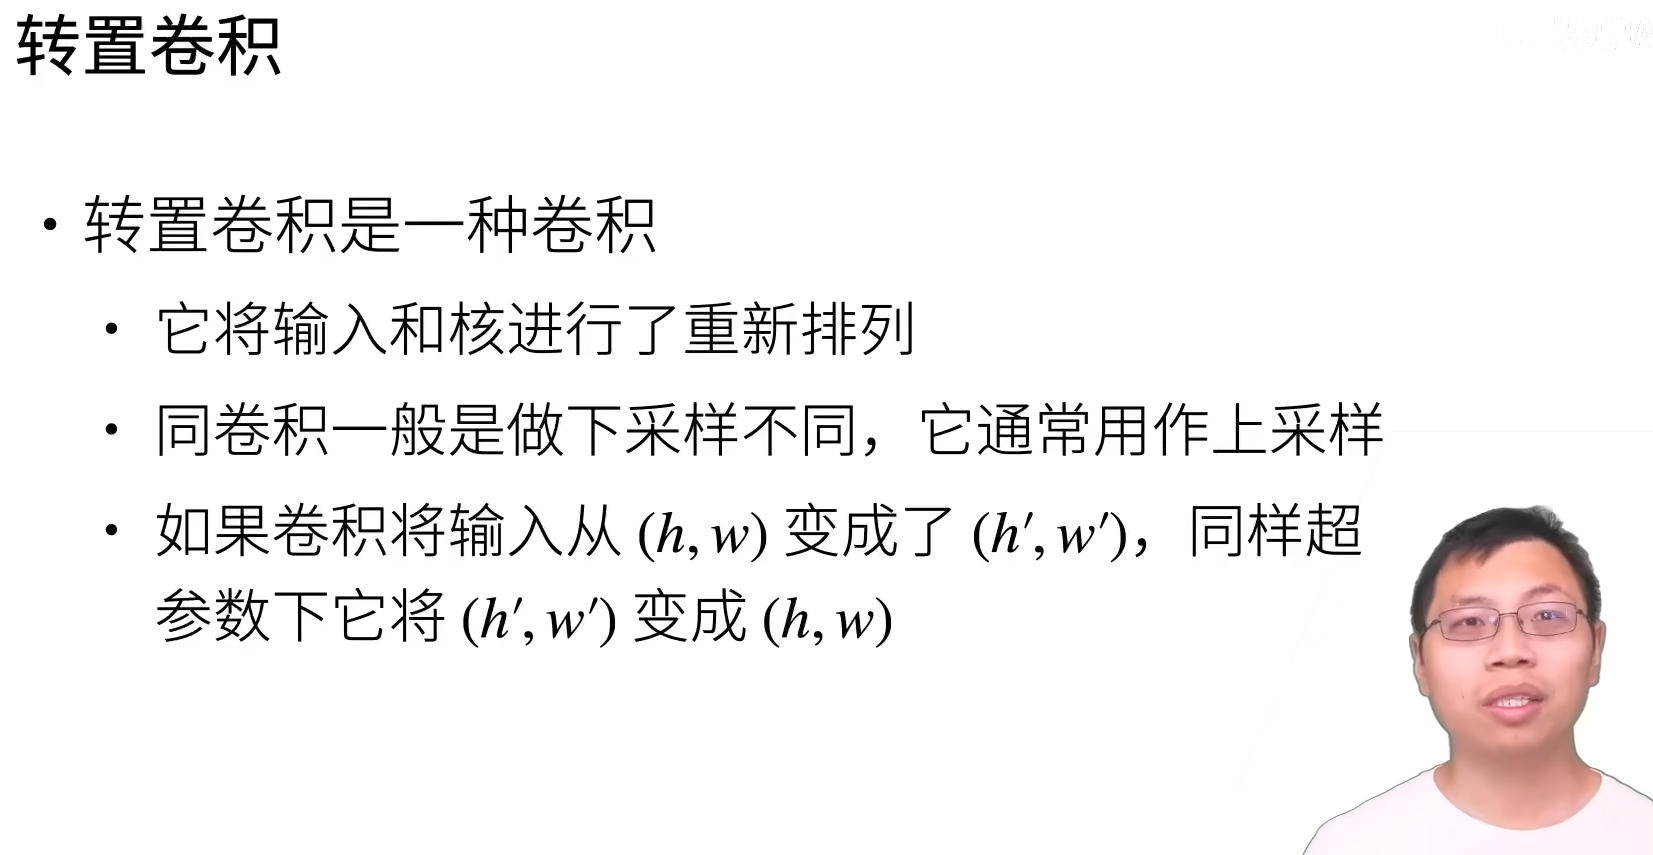 转置卷积
• 转置卷积是一种卷积
• 它将输入和核进行了重新排列
• 同卷积一般是做下采样不同，它通常用作上采样
• 如果卷积将输入从 (h, w) 变成了 (h′, w′)，同样超
参数下它将 (h′, w′) 变成 (h, w)